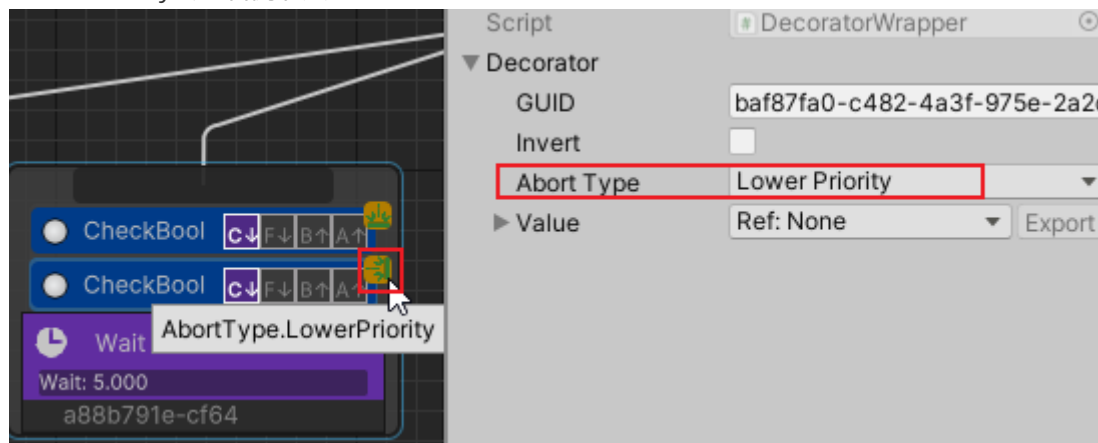 Script # DecoratorWrapper
Decorator
GUID baf87fa0-c482-4a3f-975e-2a2
Invert
Abort Type Lower Priority
Value Ref: None Export
CheckBool C↓ F↓ B↑ A↑
CheckBool C↓ F↓ B↑ A↑
AbortType.LowerPriority
Wait
Wait: 5.000
a88b791e-cf64